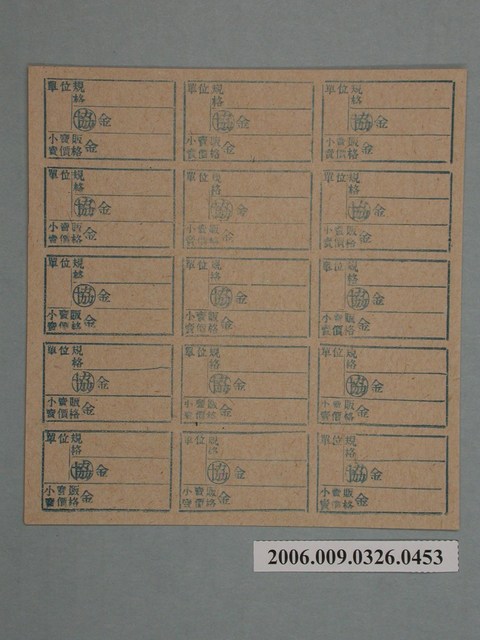 單位規
格
協金
小賣販
賣價格金
單位規
格
協金
小賣販
賣價格金
單位規
格
協金
小賣販
賣價格金
單位規
格
協金
小賣販
賣價格金
單位規
格
協金
小賣販
賣價格金
單位規
格
協金
小賣販
賣價格金
單位規
格
協金
小賣販
賣價格金
單位規
格
協金
小賣販
賣價格金
單位規
格
協金
小賣販
賣價格金
單位規
格
協金
小賣販
賣價格金
單位規
格
協金
小賣販
賣價格金
單位規
格
協金
小賣販
賣價格金
單位規
格
協金
小賣販
賣價格金
單位規
格
協金
小賣販
賣價格金
單位規
格
協金
小賣販
賣價格金
2006.009.0326.0453